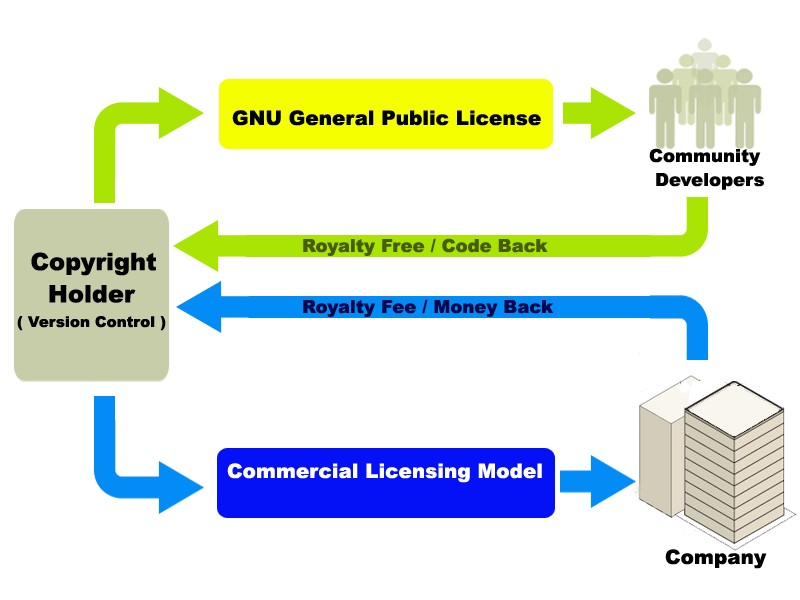 GNU General Public License
Community
Developers
Royalty Free / Code Back
Copyright
Holder
( Version Control )
Royalty Fee / Money Back
Commercial Licensing Model
Company